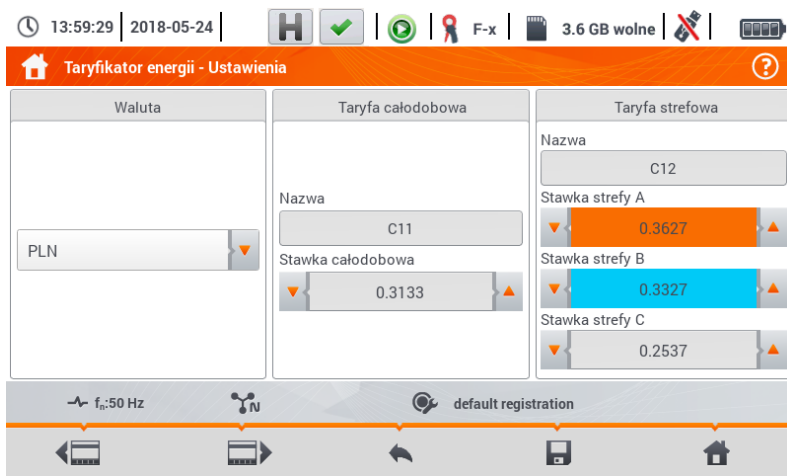 13:59:29 2018-05-24 H F-x 3.6 GB wolne
Taryfikator energii - Ustawienia ?
Waluta
PLN
Taryfa całodobowa
Nazwa
C11
Stawka całodobowa
0.3133
Taryfa strefowa
Nazwa
C12
Stawka strefy A
0.3627
Stawka strefy B
0.3327
Stawka strefy C
0.2537
fn:50 Hz N default registration